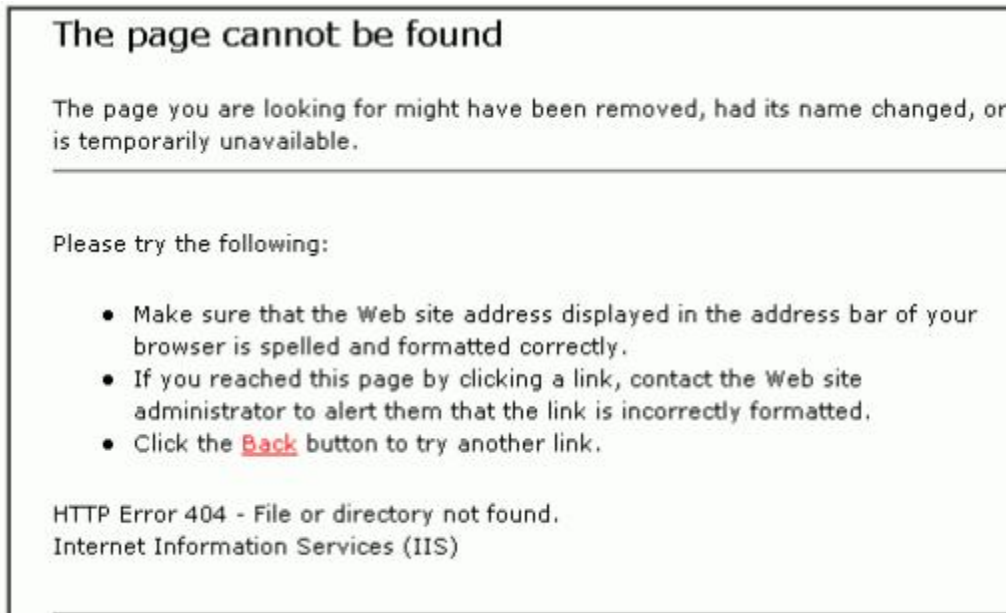 The page cannot be found
The page you are looking for might have been removed, had its name changed, or
is temporarily unavailable.
Please try the following:
• Make sure that the Web site address displayed in the address bar of your
browser is spelled and formatted correctly.
• If you reached this page by clicking a link, contact the Web site
administrator to alert them that the link is incorrectly formatted.
• Click the Back button to try another link.
HTTP Error 404 - File or directory not found.
Internet Information Services (IIS)